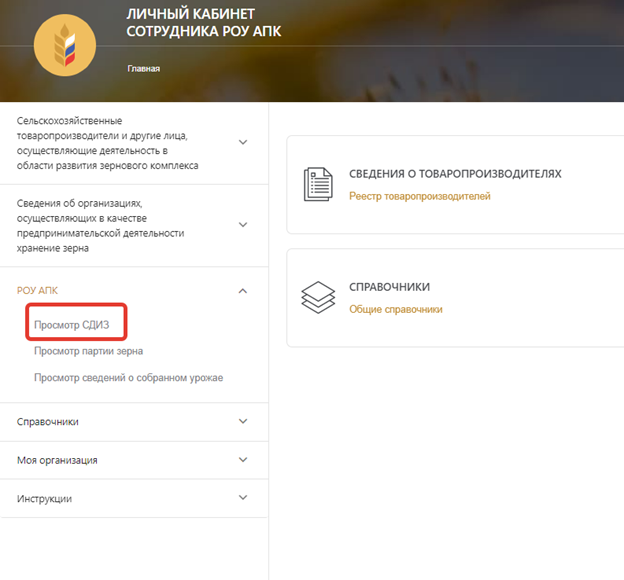 ЛИЧНЫЙ КАБИНЕТ
СОТРУДНИКА РОУ АПК
Главная
Сельскохозяйственные
товаропроизводители и другие лица,
осуществляющие деятельность в
области развития зернового комплекса
Сведения об организациях,
осуществляющих в качестве
предпринимательской деятельности
хранение зерна
РОУ АПК
Просмотр СДИЗ
Просмотр партии зерна
Просмотр сведений о собранном урожае
Справочники
Моя организация
Инструкции
СВЕДЕНИЯ О ТОВАРОПРОИЗВОДИТЕЛЯХ
Реестр товаропроизводителей
СПРАВОЧНИКИ
Общие справочники